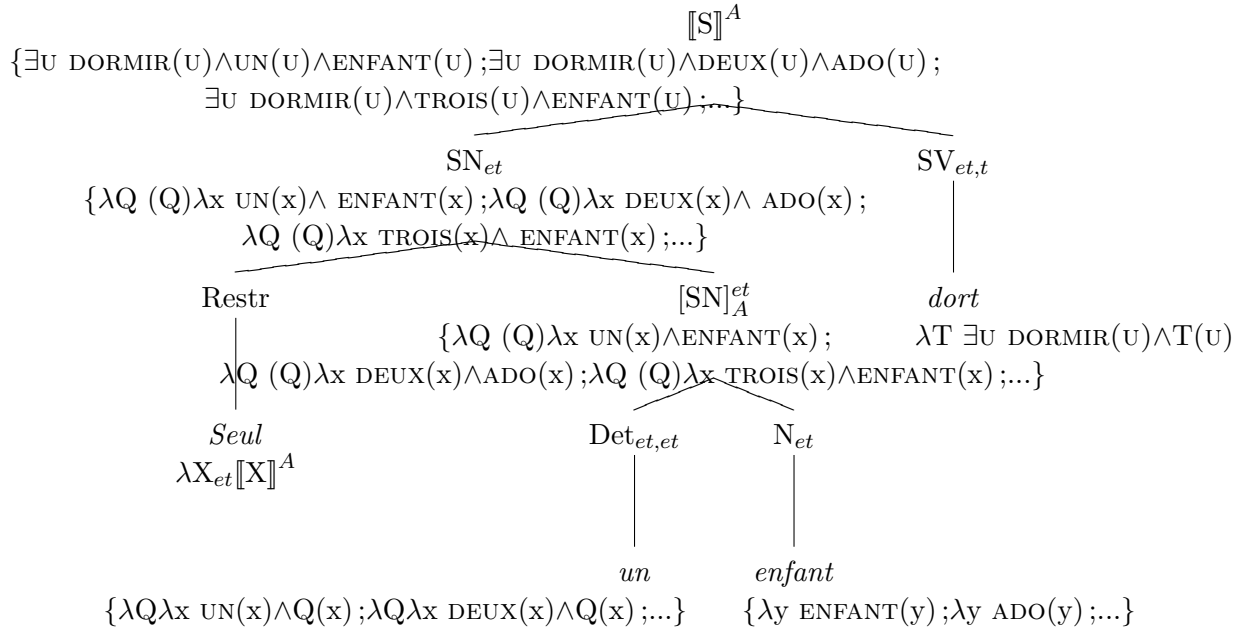 ⟦S⟧^A
{∃U DORMIR(U)∧UN(U)∧ENFANT(U) ;∃U DORMIR(U)∧DEUX(U)∧ADO(U) ;
∃U DORMIR(U)∧TROIS(U)∧ENFANT(U) ;...}
SN_et SV_et,t
{λQ (Q)λx UN(x)∧ ENFANT(x) ;λQ (Q)λx DEUX(x)∧ ADO(x) ;
λQ (Q)λx TROIS(x)∧ ENFANT(x) ;...}
Restr [SN]^et_A dort
{λQ (Q)λx UN(x)∧ENFANT(x) ; λT ∃U DORMIR(U)∧T(U)
λQ (Q)λx DEUX(x)∧ADO(x) ;λQ (Q)λx TROIS(x)∧ENFANT(x) ;...}
Seul Det_et,et N_et
λX_et⟦X⟧^A
un enfant
{λQλx UN(x)∧Q(x) ;λQλx DEUX(x)∧Q(x) ;...} {λy ENFANT(y) ;λy ADO(y) ;...}